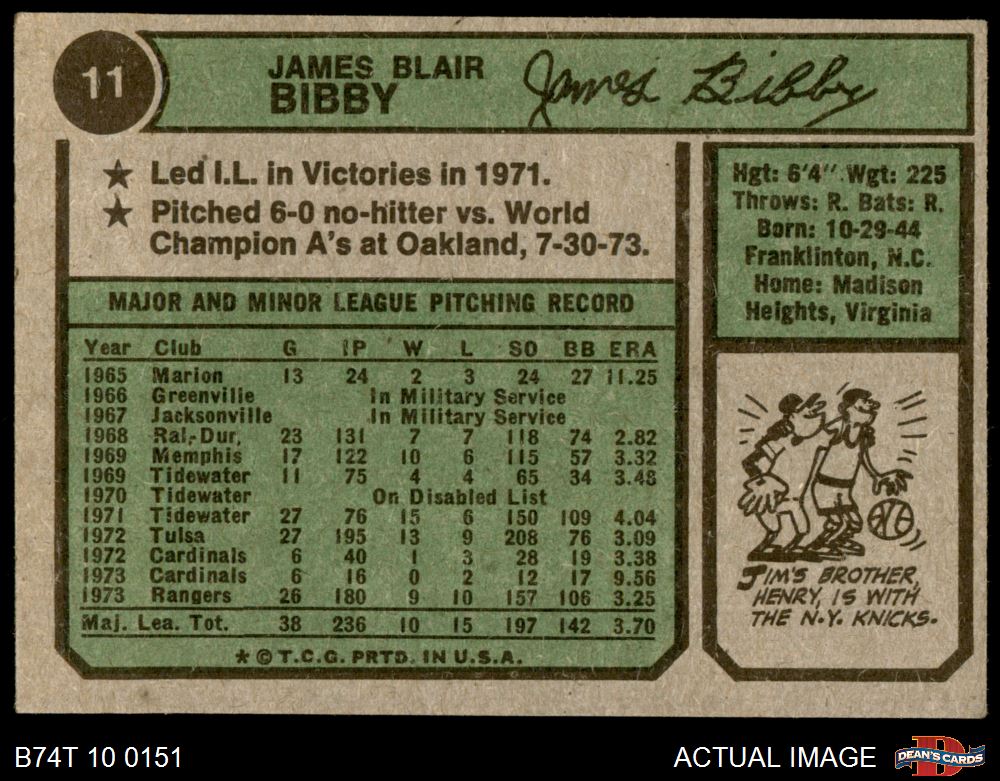 11
JAMES BLAIR
BIBBY
James Bibby
★ Led I.L. in Victories in 1971.
★ Pitched 6-0 no-hitter vs. World
Champion A's at Oakland, 7-30-73.
MAJOR AND MINOR LEAGUE PITCHING RECORD
Year Club G IP W L SO BB ERA
1965 Marion 13 24 2 3 24 27 11.25
1966 Greenville In Military Service
1967 Jacksonville In Military Service
1968 Ral.-Dur. 23 131 7 7 118 74 2.82
1969 Memphis 17 122 10 6 115 57 3.32
1969 Tidewater 11 75 4 4 65 34 3.48
1970 Tidewater On Disabled List
1971 Tidewater 27 76 15 6 150 109 4.04
1972 Tulsa 27 195 13 9 208 76 3.09
1972 Cardinals 6 40 1 3 28 19 3.38
1973 Cardinals 6 16 0 2 12 17 9.56
1973 Rangers 26 180 9 10 157 106 3.25
Maj. Lea. Tot. 38 236 10 15 197 142 3.70
★ © T.C.G. PRTD. IN U.S.A.
Hgt: 6'4" Wgt: 225
Throws: R. Bats: R.
Born: 10-29-44
Franklinton, N.C.
Home: Madison
Heights, Virginia
JIM'S BROTHER,
HENRY, IS WITH
THE N.Y. KNICKS.
B74T 10 0151
ACTUAL IMAGE
D
DEAN'S CARDS